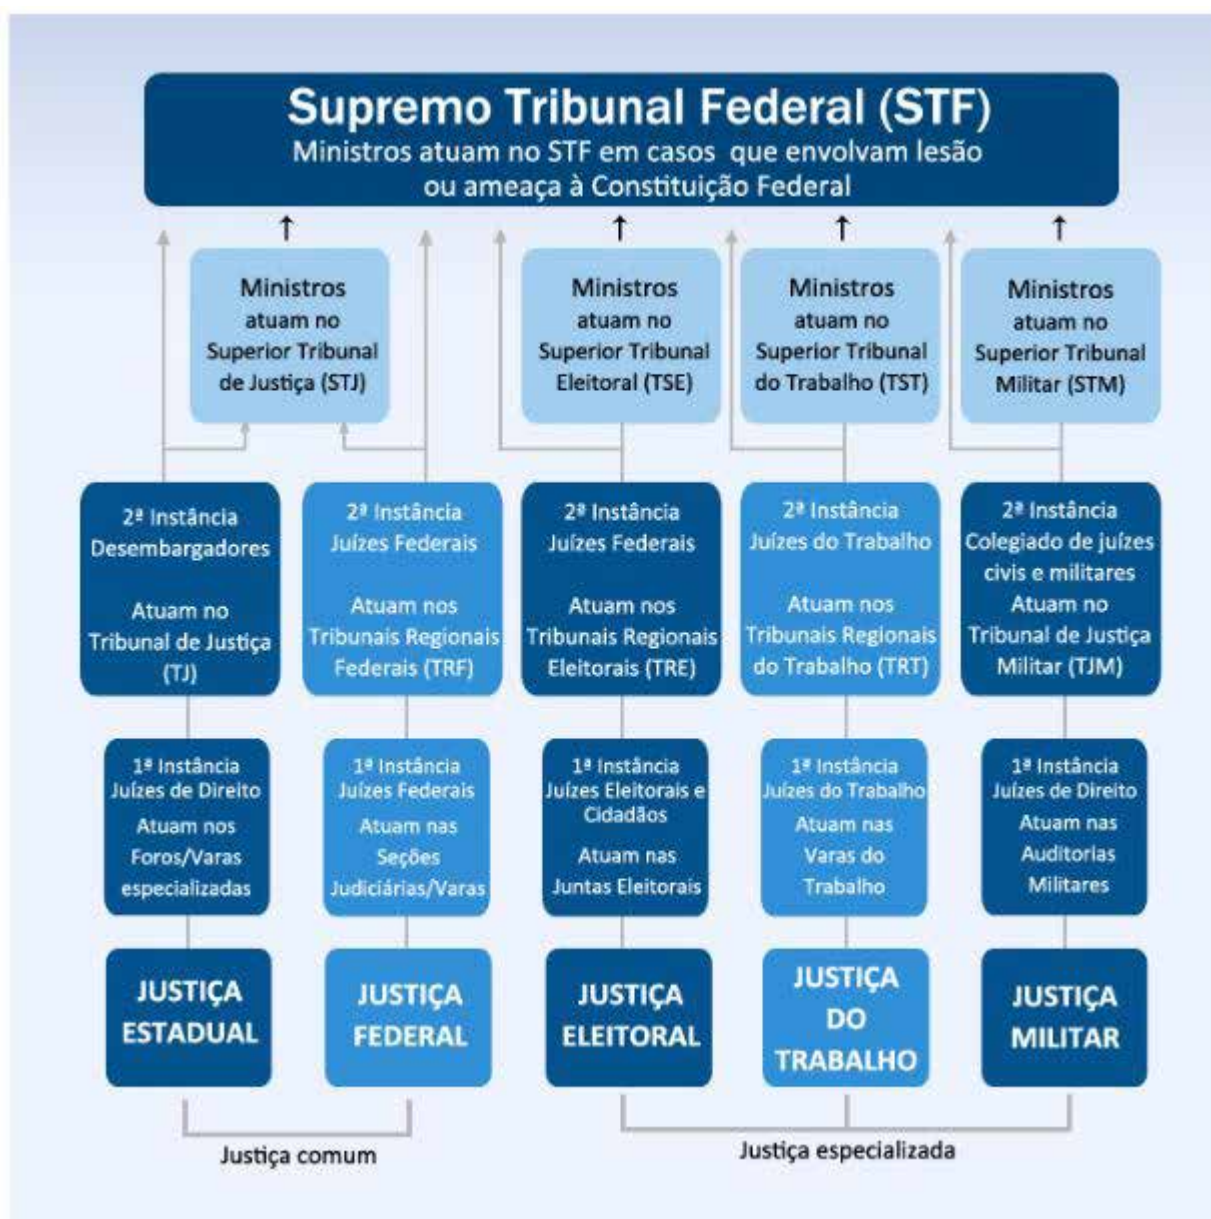 Supremo Tribunal Federal (STF)
Ministros atuam no STF em casos que envolvam lesão
ou ameaça à Constituição Federal
Ministros
atuam no
Superior Tribunal
de Justiça (STJ)
Ministros
atuam no
Superior Tribunal
Eleitoral (TSE)
Ministros
atuam no
Superior Tribunal
do Trabalho (TST)
Ministros
atuam no
Superior Tribunal
Militar (STM)
2ª Instância
Desembargadores
Atuam no
Tribunal de Justiça
(TJ)
2ª Instância
Juízes Federais
Atuam nos
Tribunais Regionais
Federais (TRF)
2ª Instância
Juízes Federais
Atuam nos
Tribunais Regionais
Eleitorais (TRE)
2ª Instância
Juízes do Trabalho
Atuam nos
Tribunais Regionais
do Trabalho (TRT)
2ª Instância
Colegiado de juízes
civis e militares
Atuam no
Tribunal de Justiça
Militar (TJM)
1ª Instância
Juízes de Direito
Atuam nos
Foros/Varas
especializadas
1ª Instância
Juízes Federais
Atuam nas
Seções
Judiciárias/Varas
1ª Instância
Juízes Eleitorais e
Cidadãos
Atuam nas
Juntas Eleitorais
1ª Instância
Juízes do Trabalho
Atuam nas
Varas do
Trabalho
1ª Instância
Juízes de Direito
Atuam nas
Auditorias
Militares
JUSTIÇA
ESTADUAL
JUSTIÇA
FEDERAL
JUSTIÇA
ELEITORAL
JUSTIÇA
DO
TRABALHO
JUSTIÇA
MILITAR
Justiça comum
Justiça especializada